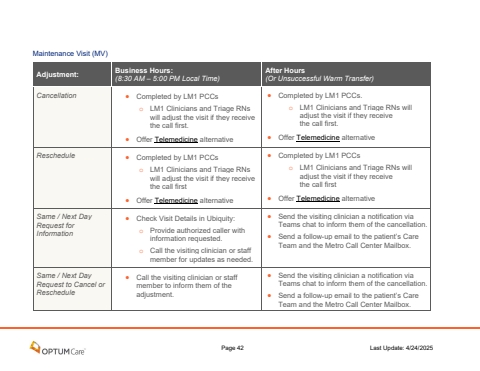 Maintenance Visit (MV)
Adjustment:
Business Hours:
(8:30 AM – 5:00 PM Local Time)
After Hours
(Or Unsuccessful Warm Transfer)
Cancellation
• Completed by LM1 PCCs
○ LM1 Clinicians and Triage RNs
will adjust the visit if they receive
the call first.
• Offer Telemedicine alternative
• Completed by LM1 PCCs.
○ LM1 Clinicians and Triage RNs will
adjust the visit if they receive
the call first.
• Offer Telemedicine alternative
Reschedule
• Completed by LM1 PCCs
○ LM1 Clinicians and Triage RNs
will adjust the visit if they receive
the call first
• Offer Telemedicine alternative
• Completed by LM1 PCCs
○ LM1 Clinicians and Triage RNs will
adjust the visit if they receive
the call first
• Offer Telemedicine alternative
Same / Next Day
Request for
Information
• Check Visit Details in Ubiquity:
○ Provide authorized caller with
information requested.
○ Call the visiting clinician or staff
member for updates as needed.
• Send the visiting clinician a notification via
Teams chat to inform them of the cancellation.
• Send a follow-up email to the patient's Care
Team and the Metro Call Center Mailbox.
Same / Next Day
Request to Cancel or
Reschedule
• Call the visiting clinician or staff
member to inform them of the
adjustment.
• Send the visiting clinician a notification via
Teams chat to inform them of the cancellation.
• Send a follow-up email to the patient's Care
Team and the Metro Call Center Mailbox.
OPTUMCare
Page 42
Last Update: 4/24/2025